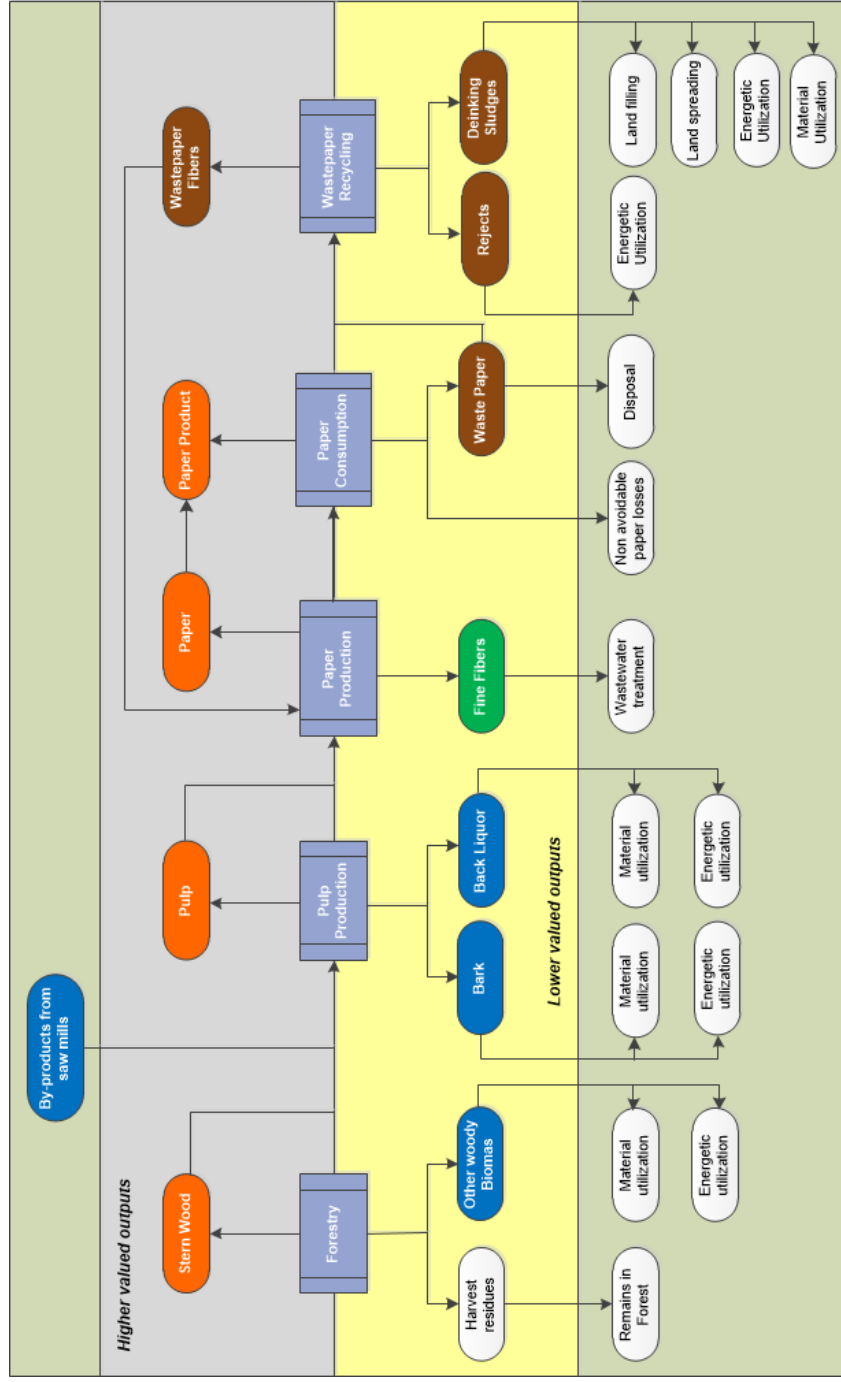 By-products from
saw mills
Higher valued outputs
Stern Wood
Pulp
Paper
Paper Product
Wastepaper
Fibers
Forestry
Pulp
Production
Paper
Production
Paper
Consumption
Wastepaper
Recycling
Harvest
residues
Other woody
Biomas
Bark
Back Liquor
Fine Fibers
Waste Paper
Rejects
Deinking
Sludges
Lower valued outputs
Remains in
Forest
Material
utilization
Energetic
utilization
Material
utilization
Energetic
utilization
Material
utilization
Energetic
utilization
Wastewater
treatment
Non avoidable
paper losses
Disposal
Energetic
Utilization
Land filling
Land spreading
Energetic
Utilization
Material
Utilization